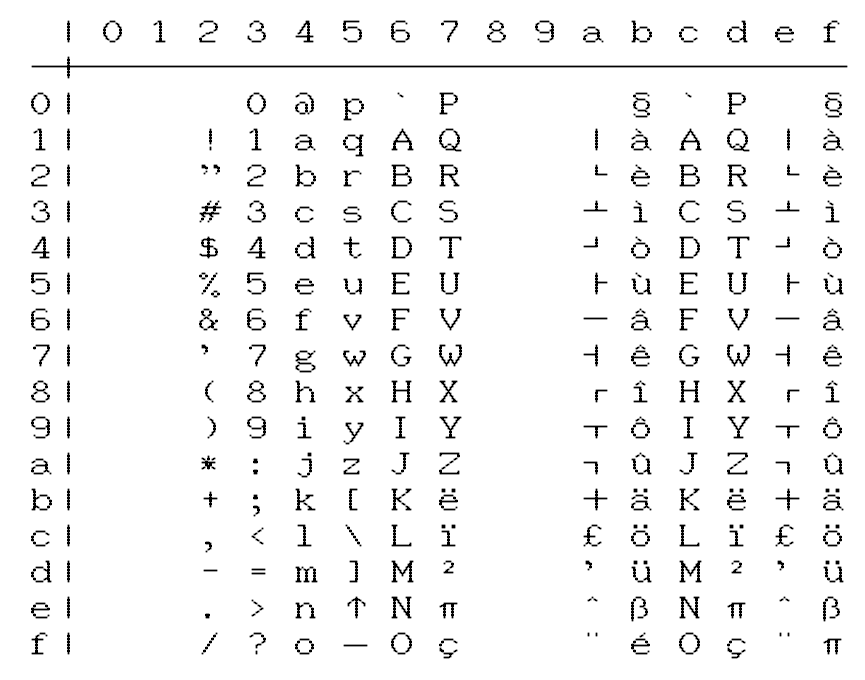 | 0 1 2 3 4 5 6 7 8 9 a b c d e f
0 | 0 @ p ` P § ` P §
1 | ! 1 a q A Q | à A Q | à
2 | " 2 b r B R └ è B R └ è
3 | # 3 c s C S ┴ ì C S ┴ ì
4 | $ 4 d t D T ┘ ò D T ┘ ò
5 | % 5 e u E U ├ ù E U ├ ù
6 | & 6 f v F V ─ â F V ─ â
7 | ' 7 g w G W ┤ ê G W ┤ ê
8 | ( 8 h x H X ┌ î H X ┌ î
9 | ) 9 i y I Y ┬ ô I Y ┬ ô
a | * : j z J Z ┐ û J Z ┐ û
b | + ; k [ K ë ┼ ä K ë ┼ ä
c | , < l \ L ï £ ö L ï £ ö
d | - = m ] M ² ' ü M ² ' ü
e | . > n ↑ N π ^ β N π ^ β
f | / ? o — O ç ¨ é O ç ¨ π